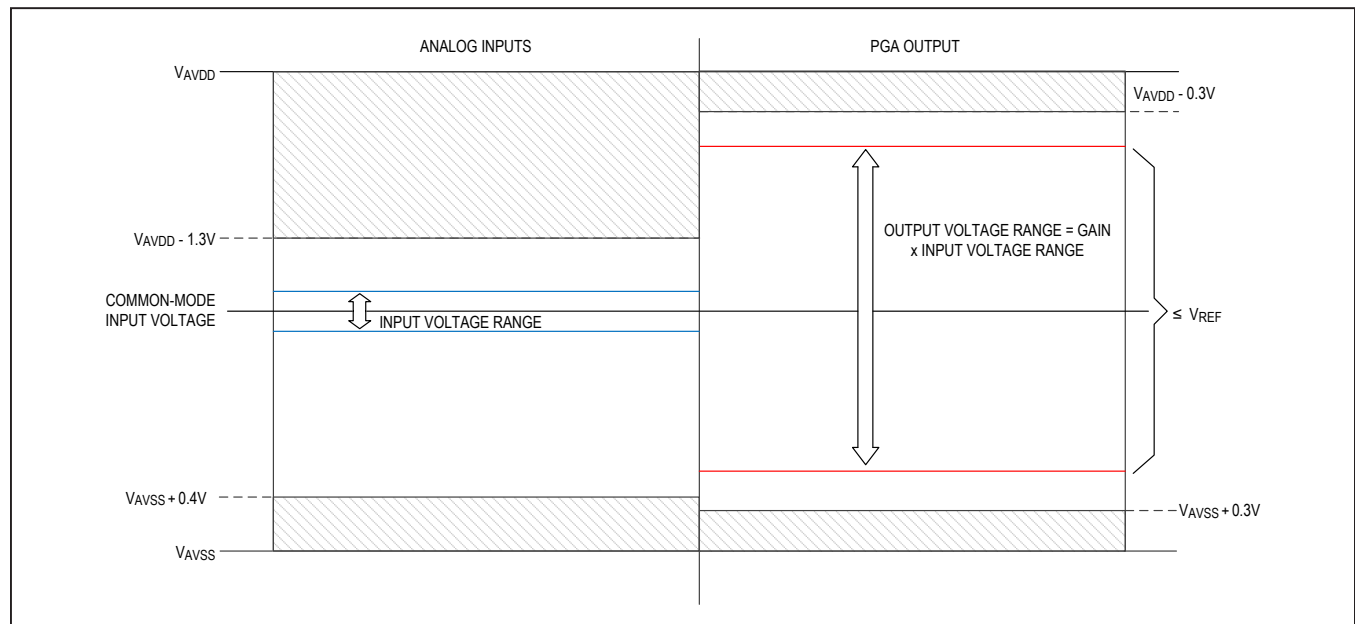 ANALOG INPUTS
PGA OUTPUT
VAVDD
VAVDD - 0.3V
OUTPUT VOLTAGE RANGE = GAIN
x INPUT VOLTAGE RANGE
VAVDD - 1.3V
COMMON-MODE
INPUT VOLTAGE
INPUT VOLTAGE RANGE
≤ VREF
VAVSS + 0.4V
VAVSS + 0.3V
VAVSS